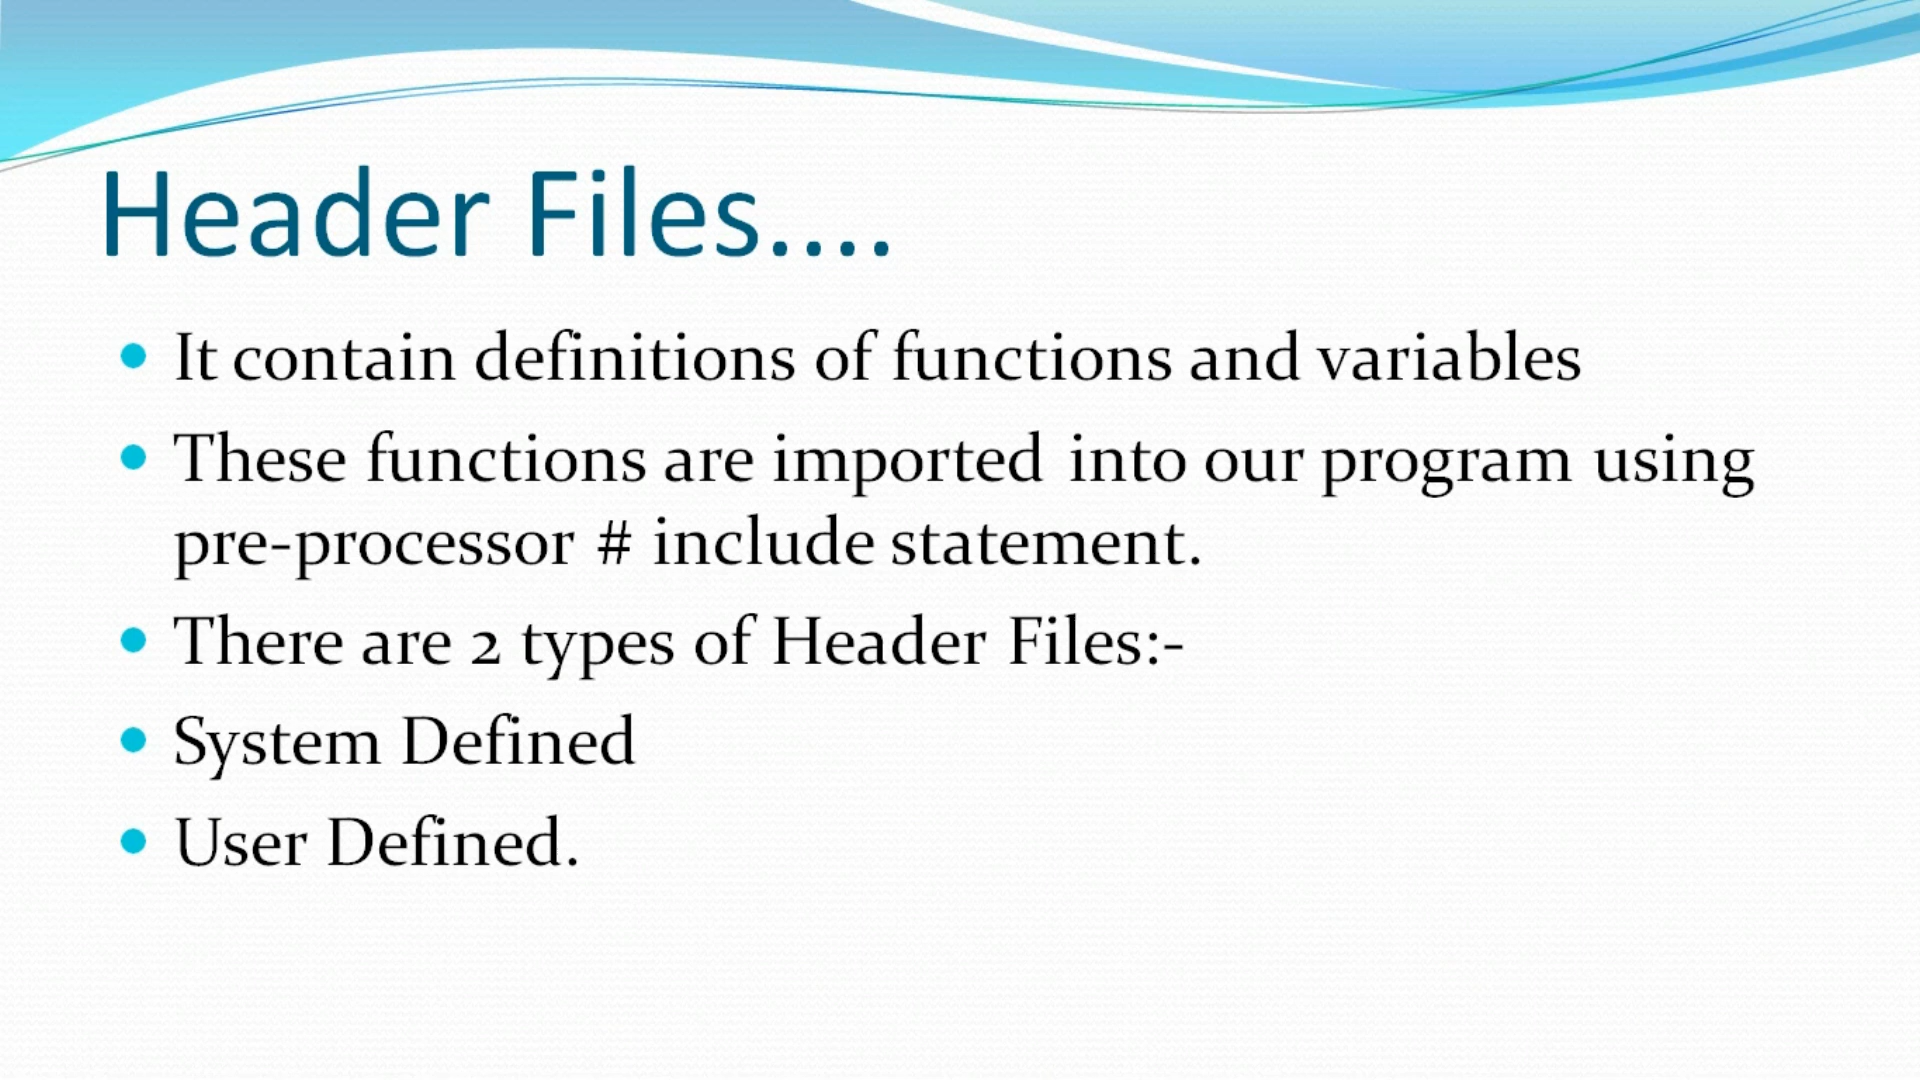 Header Files....
It contain definitions of functions and variables
These functions are imported into our program using
pre-processor # include statement.
There are 2 types of Header Files:-
System Defined
User Defined.